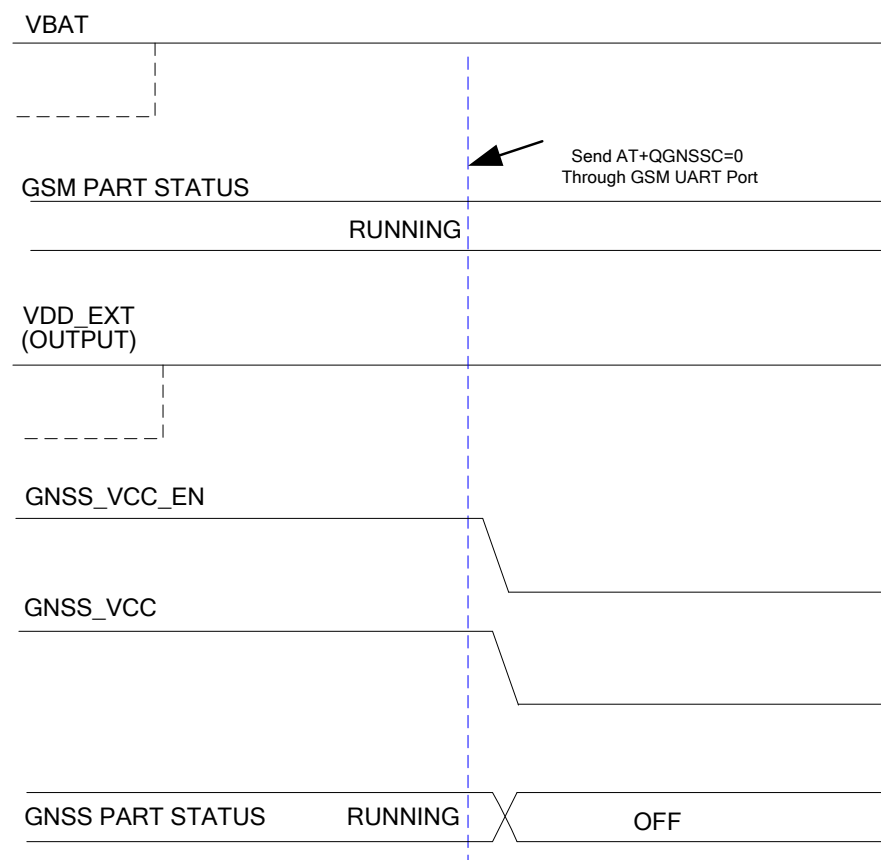 VBAT
Send AT+QGNSSC=0
Through GSM UART Port
GSM PART STATUS
RUNNING
VDD_EXT
(OUTPUT)
GNSS_VCC_EN
GNSS_VCC
GNSS PART STATUS RUNNING OFF